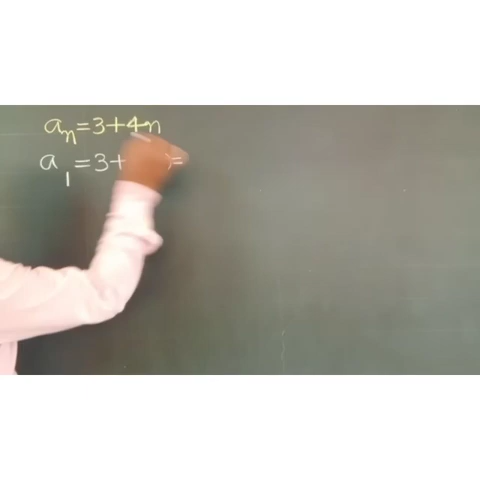 aₙ=3+4n
a₁=3+ )=